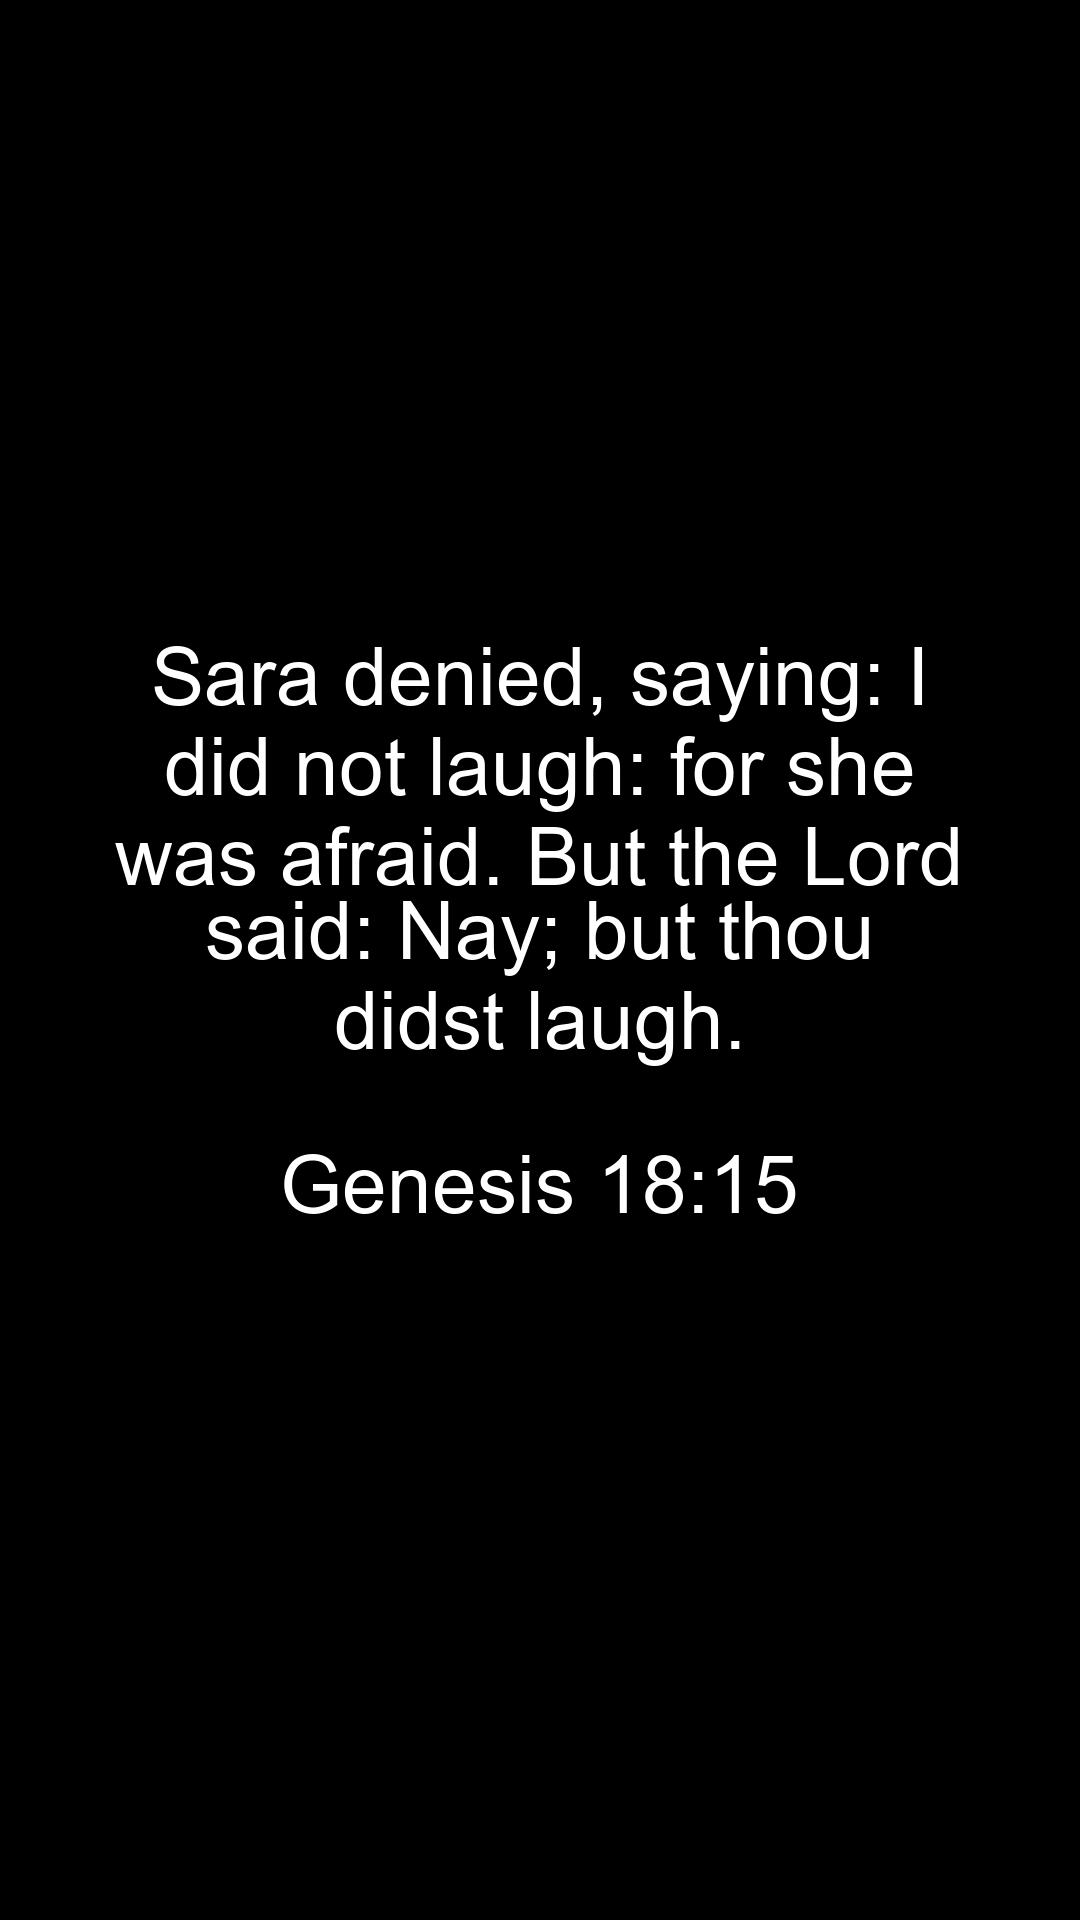 Sara denied, saying: I
did not laugh: for she
was afraid. But the Lord
said: Nay; but thou
didst laugh.
Genesis 18:15